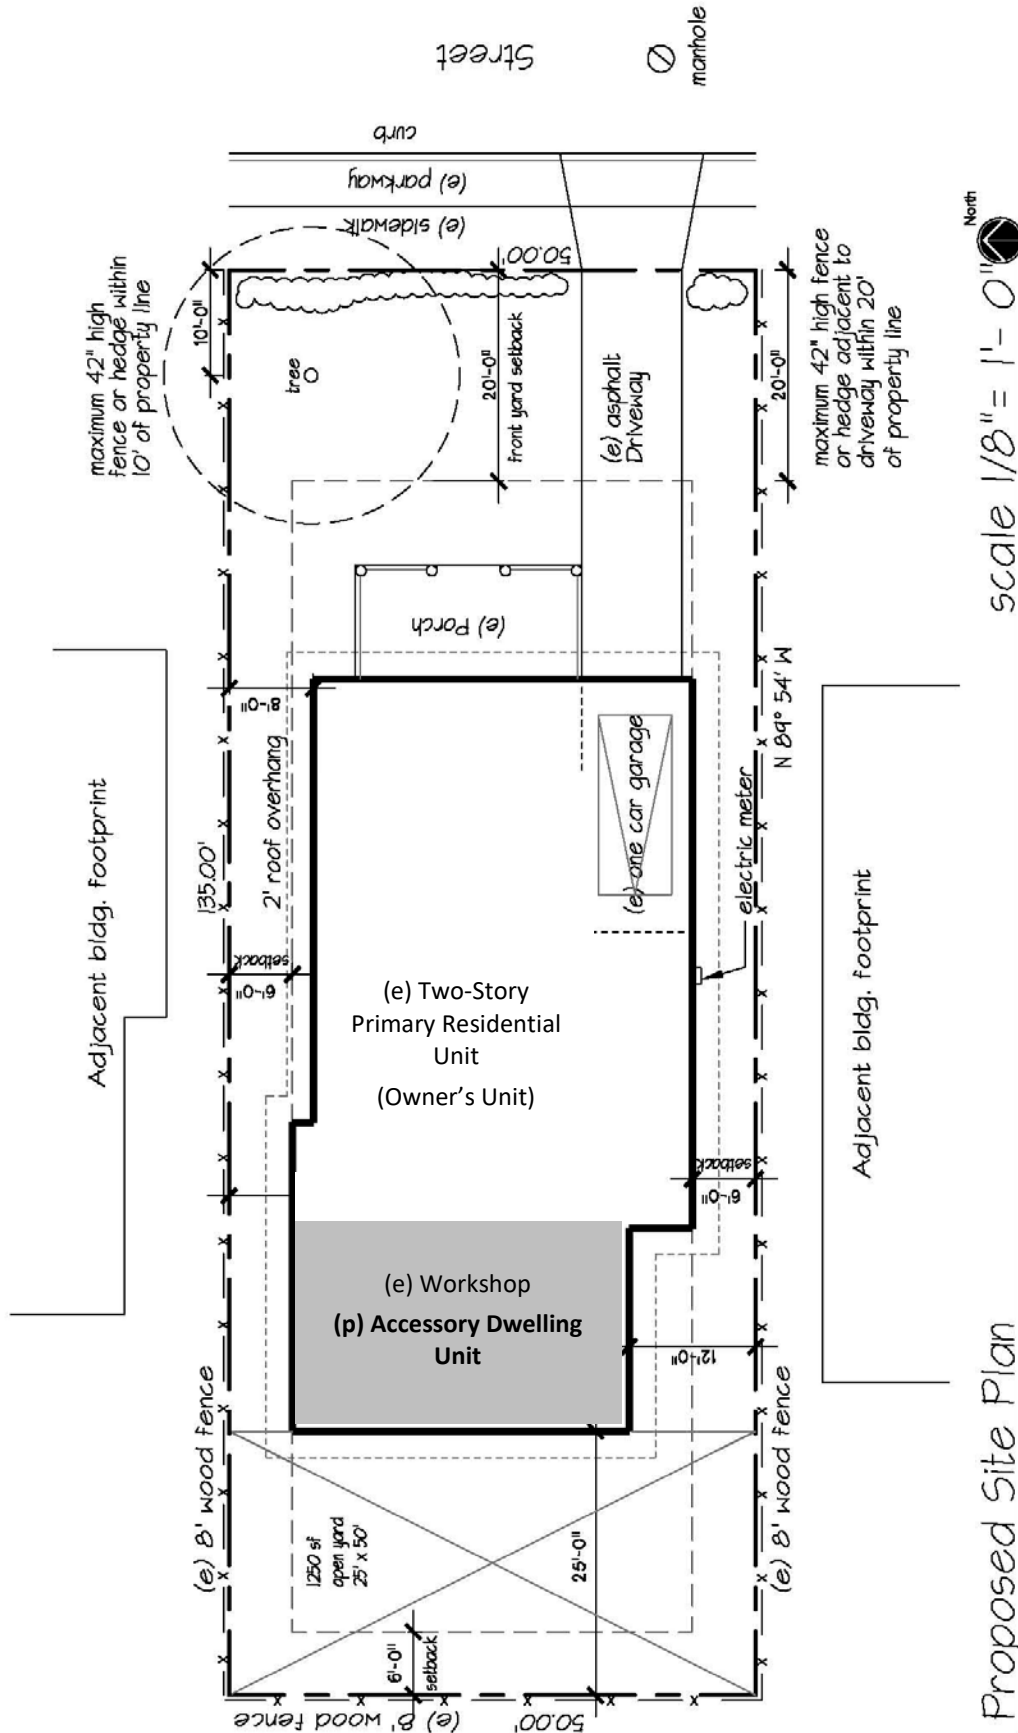 Street
manhole
curb
(e) parkway
(e) sidewalk
50.00'
maximum 42" high
fence or hedge within
10' of property line
10'-0"
tree
20'-0"
front yard setback
(e) asphalt
Driveway
20'-0"
maximum 42" high fence
or hedge adjacent to
driveway within 20'
of property line
North
scale 1/8" = 1'- 0"
(e) Porch
8'-0"
2' roof overhang
135.00'
Adjacent bldg. footprint
N 89° 54' W
(e) one car garage
electric meter
setback
6'-0"
(e) Two-Story
Primary Residential
Unit
(Owner's Unit)
Adjacent bldg. footprint
setback
6'-0"
(e) Workshop
(p) Accessory Dwelling
Unit
12'-0"
(e) 8' wood fence
(e) 8' wood fence
1250 sf
open yard
25' x 50'
25'-0"
6'-0"
setback
(e) 8' wood fence
50.00'
Proposed Site Plan